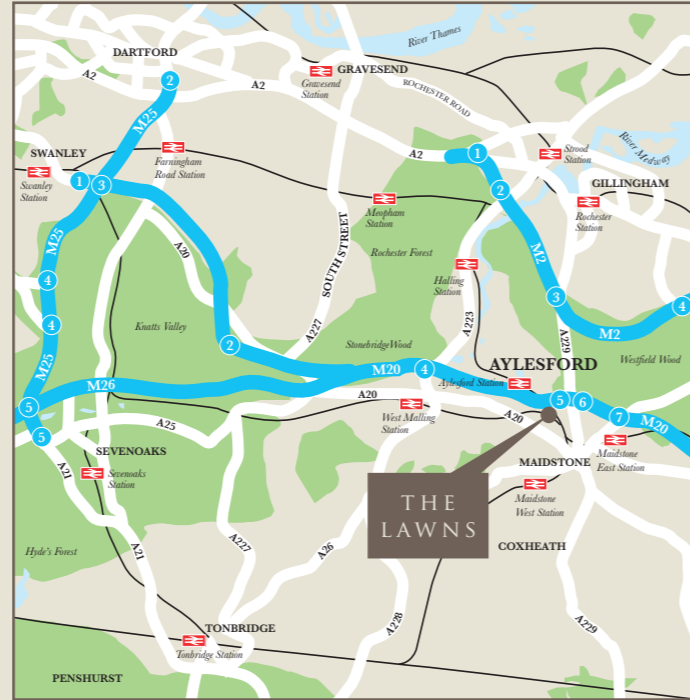 River Thames
DARTFORD
GRAVESEND
Gravesend
Station
A2
A2
2
ROCHESTER ROAD
M25
SWANLEY
Swanley
Station
Farningham
Road Station
A2
1
Strood
Station
River Medway
1
3
2
GILLINGHAM
Rochester
Station
Meopham
Station
M25
A20
SOUTH STREET
Rochester Forest
M2
Halling
Station
4
3
4
4
Knatts Valley
A227
A223
M2
A229
2
StonebridgeWood
Westfield Wood
M25
AYLESFORD
M20
4
Aylesford Station
M26
A20
5
6
5
West Malling
Station
A20
7
M20
A25
5
SEVENOAKS
MAIDSTONE
Maidstone
East Station
A21
Sevenoaks
Station
THE
LAWNS
Maidstone
West Station
Hyde's Forest
A21
A227
A26
COXHEATH
A228
A229
TONBRIDGE
Tonbridge Station
PENSHURST